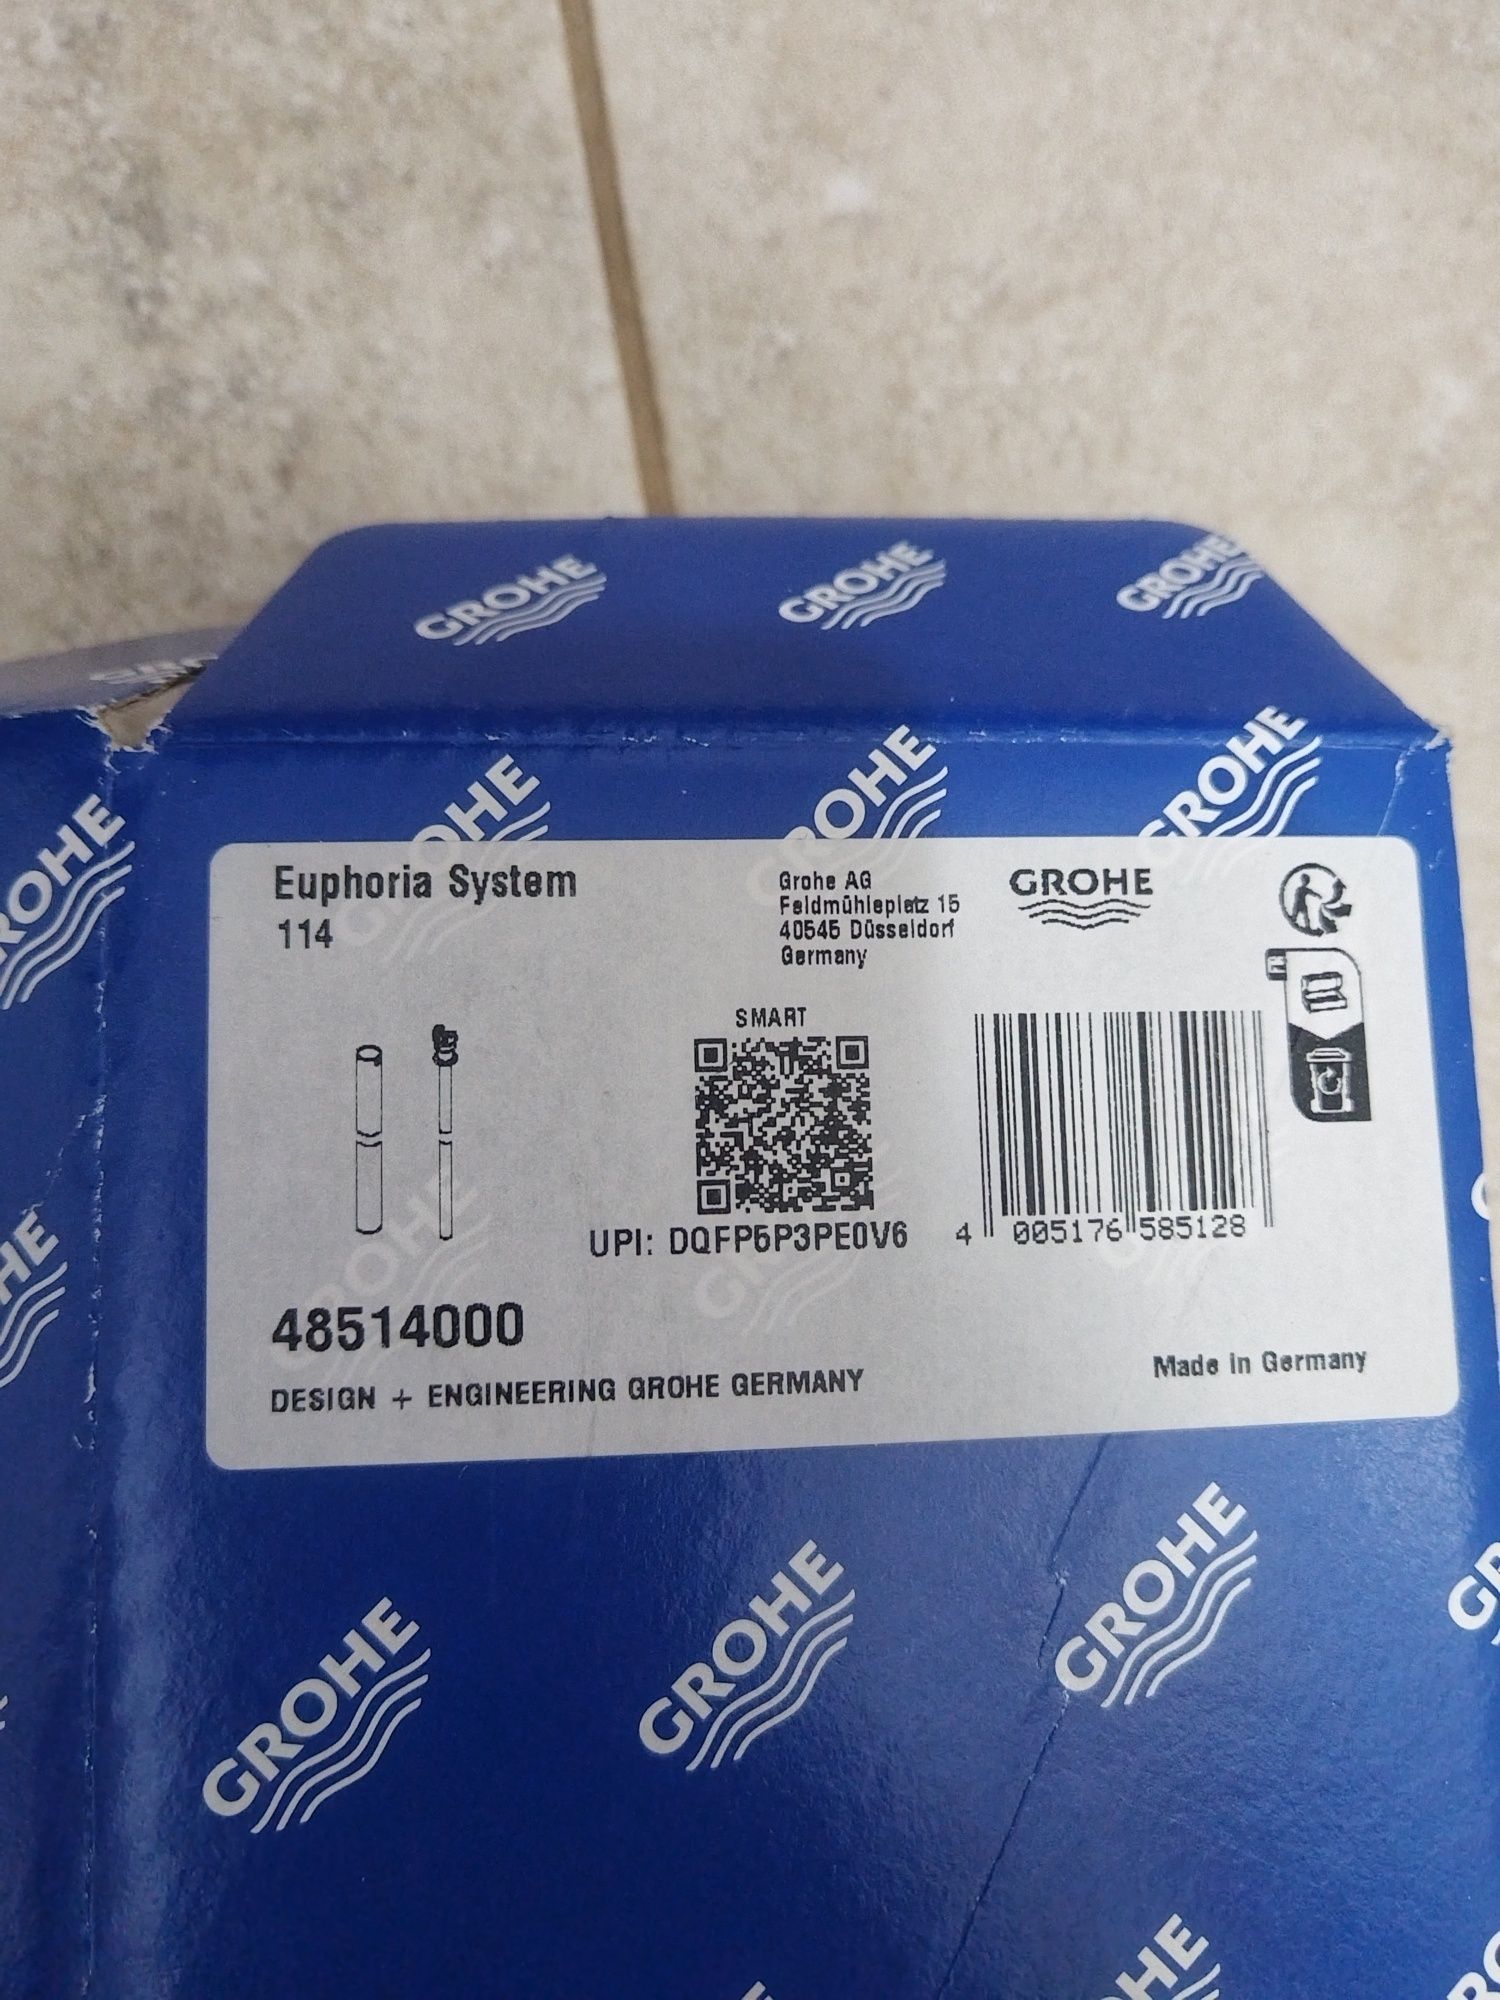 GROHE GROHE GROHE
GROHE GROHE GROHE GROHE
Euphoria System
114
Grohe AG
Feldmühleplatz 15
40545 Düsseldorf
Germany
GROHE
FR
SMART
UPI: DQFP5P3PE0V6
4 005176 585128
48514000
DESIGN + ENGINEERING GROHE GERMANY
Made in Germany
GROHE GROHE GROHE